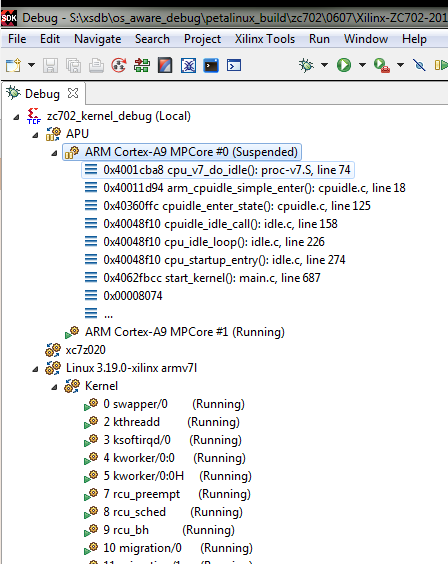 Debug - S:\xsdb\os_aware_debug\petalinux_build\zc702\0607\Xilinx-ZC702-20
File Edit Navigate Search Project Xilinx Tools Run Window Help
Debug
zc702_kernel_debug (Local)
APU
ARM Cortex-A9 MPCore #0 (Suspended)
0x4001cba8 cpu_v7_do_idle(): proc-v7.S, line 74
0x40011d94 arm_cpuidle_simple_enter(): cpuidle.c, line 18
0x40360ffc cpuidle_enter_state(): cpuidle.c, line 125
0x40048f10 cpuidle_idle_call(): idle.c, line 158
0x40048f10 cpu_idle_loop(): idle.c, line 226
0x40048f10 cpu_startup_entry(): idle.c, line 274
0x4062fbcc start_kernel(): main.c, line 687
0x00008074
...
ARM Cortex-A9 MPCore #1 (Running)
xc7z020
Linux 3.19.0-xilinx armv7l
Kernel
0 swapper/0 (Running)
2 kthreadd (Running)
3 ksoftirqd/0 (Running)
4 kworker/0:0 (Running)
5 kworker/0:0H (Running)
7 rcu_preempt (Running)
8 rcu_sched (Running)
9 rcu_bh (Running)
10 migration/0 (Running)